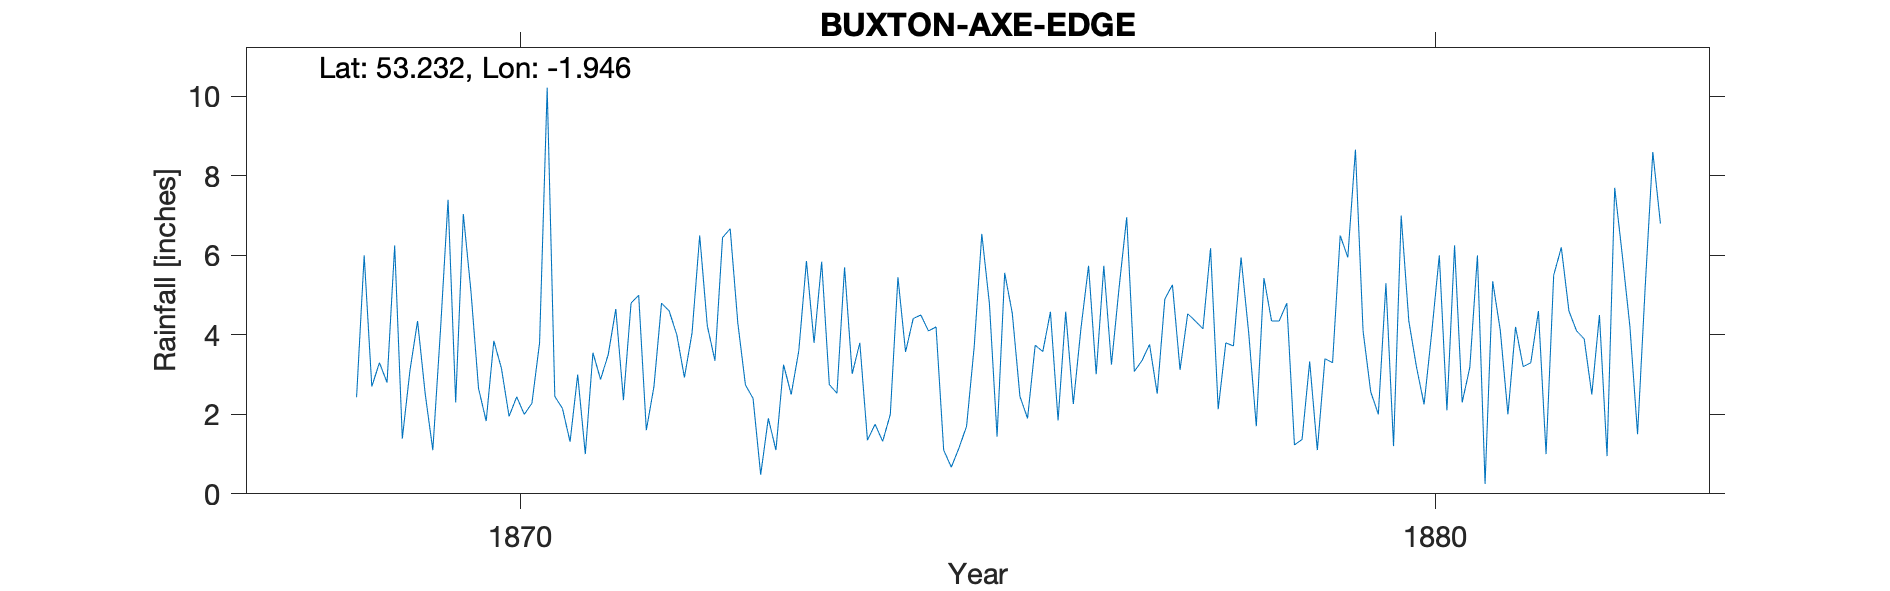 BUXTON-AXE-EDGE
Lat: 53.232, Lon: -1.946
10
8
6
4
2
0
Rainfall [inches]
1870
1880
Year